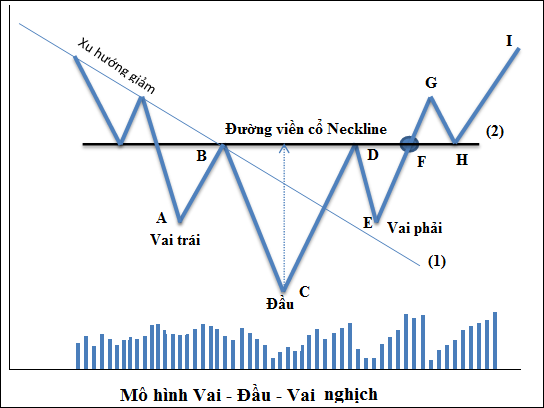 Xu hướng giảm
I
G
Đường viền cổ Neckline
(2)
B
D
F
H
A
E
Vai trái
Vai phải
(1)
C
Đầu
Mô hình Vai - Đầu - Vai nghịch